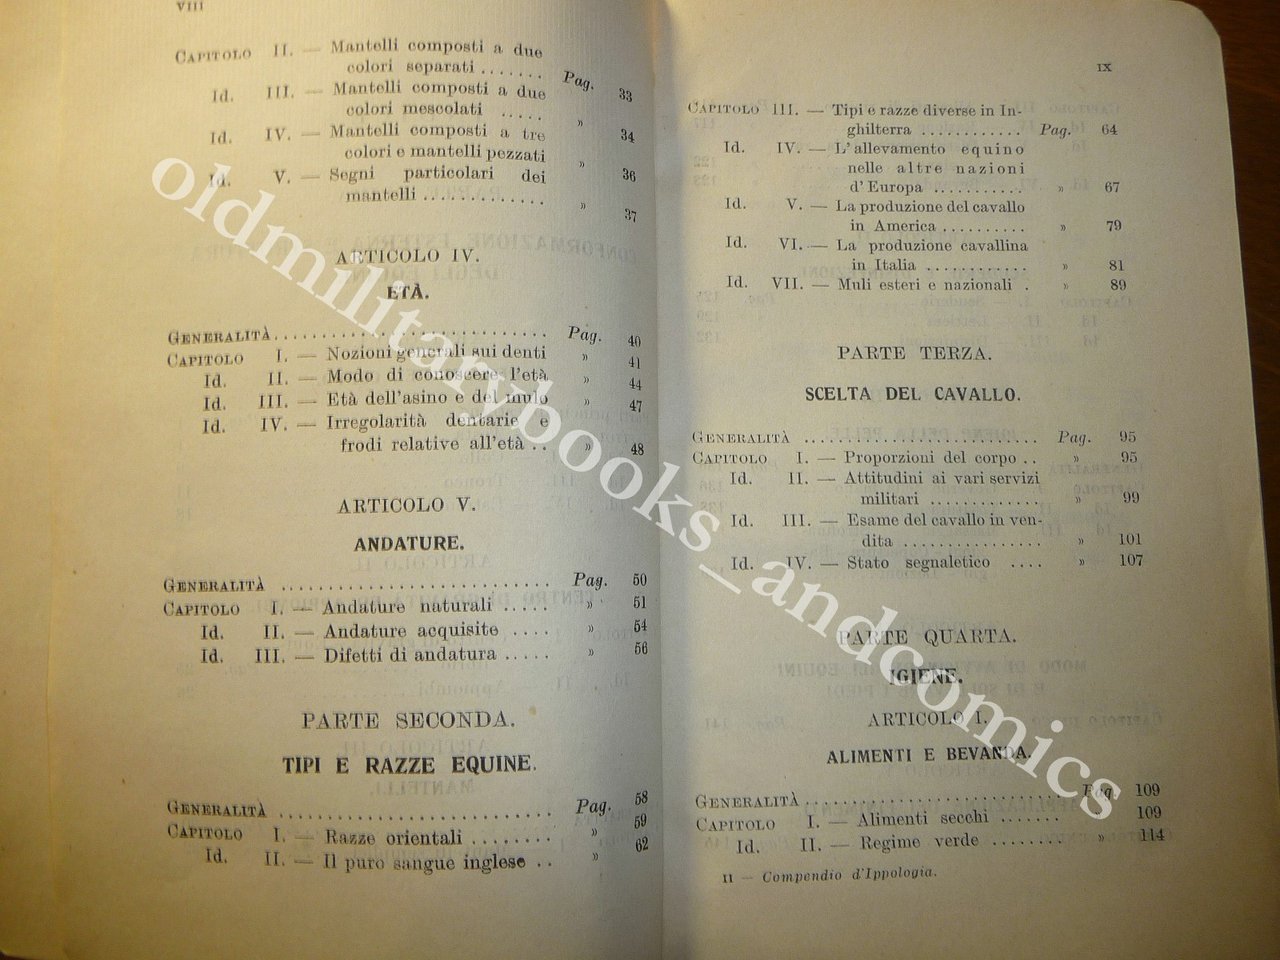 VIII
CAPITOLO II. — Mantelli composti a due
colori separati ....... Pag. 33
Id. III. — Mantelli composti a due
colori mescolati ..... » 34
Id. IV. — Mantelli composti a tre
colori e mantelli pezzati » 36
Id. V. — Segni particolari dei
mantelli ............. » 37
ARTICOLO IV.
ETÀ.
GENERALITÀ ............................ Pag. 40
CAPITOLO I. — Nozioni generali sui denti » 41
Id. II. — Modo di conoscere l'età » 44
Id. III. — Età dell'asino e del mulo » 47
Id. IV. — Irregolarità dentarie e
frodi relative all'età .. » 48
ARTICOLO V.
ANDATURE.
GENERALITÀ ............................ Pag. 50
CAPITOLO I. — Andature naturali ..... » 51
Id. II. — Andature acquisite .... » 54
Id. III. — Difetti di andatura ..... » 56
PARTE SECONDA.
TIPI E RAZZE EQUINE.
GENERALITÀ ............................ Pag. 58
CAPITOLO I. — Razze orientali ........ » 59
Id. II. — Il puro sangue inglese .. » 62
IX
CAPITOLO III. — Tipi e razze diverse in In-
ghilterra ........... Pag. 64
Id. IV. — L'allevamento equino
nelle altre nazioni
d'Europa ........... » 67
Id. V. — La produzione del cavallo
in America .......... » 79
Id. VI. — La produzione cavallina
in Italia ............ » 81
Id. VII. — Muli esteri e nazionali . » 89
PARTE TERZA.
SCELTA DEL CAVALLO.
GENERALITÀ ............................ Pag. 95
CAPITOLO I. — Proporzioni del corpo .. » 95
Id. II. — Attitudini ai vari servizi
militari ............. » 99
Id. III. — Esame del cavallo in ven-
dita ................ » 101
Id. IV. — Stato segnaletico .... » 107
PARTE QUARTA.
IGIENE.
ARTICOLO I.
ALIMENTI E BEVANDA.
GENERALITÀ ............................ Pag. 109
CAPITOLO I. — Alimenti secchi ....... 109
Id. II. — Regime verde ........ » 114
II — Compendio d'Ippologia.
oldmilitarybooks_andcomics